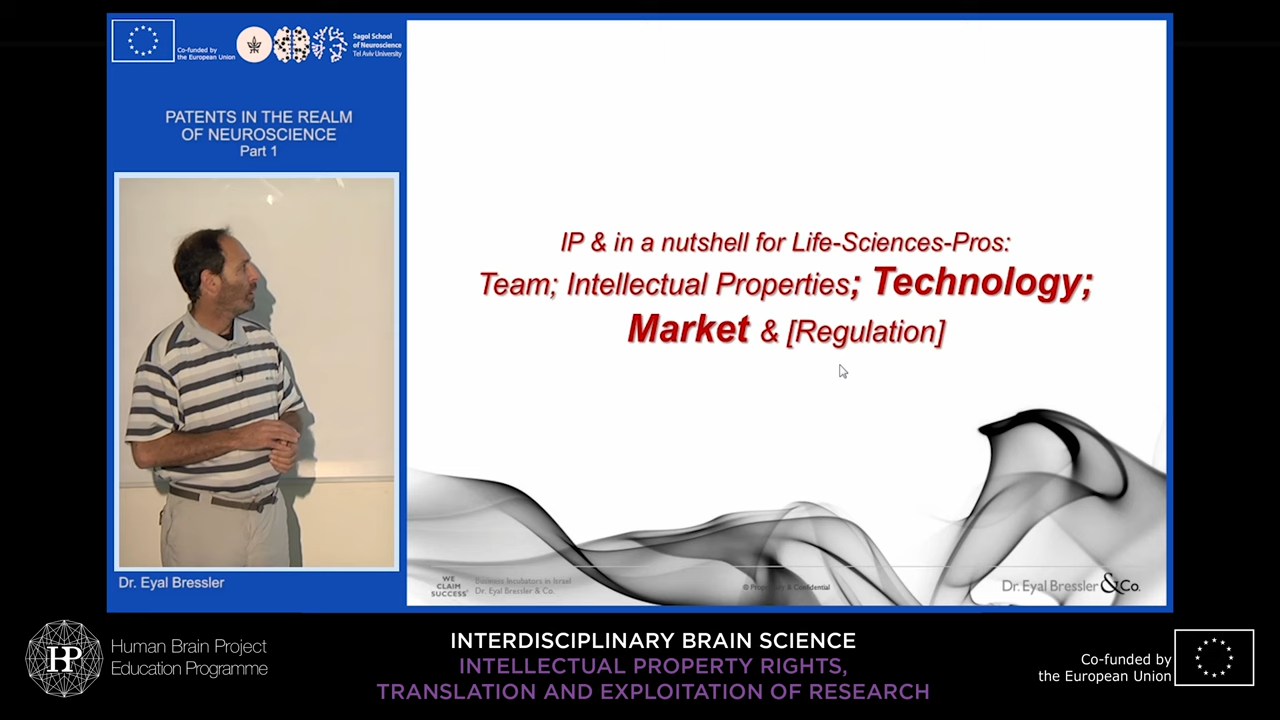 Co-funded by
the European Union
Sagol School
of Neuroscience
Tel Aviv University
PATENTS IN THE REALM
OF NEUROSCIENCE
Part 1
Dr. Eyal Bressler
IP & in a nutshell for Life-Sciences-Pros:
Team; Intellectual Properties; Technology;
Market & [Regulation]
WE
CLAIM
SUCCESS
Business Incubators in Israel
Dr. Eyal Bressler & Co.
© Proprietary & Confidential
Dr. Eyal Bressler & Co.
HBP
Human Brain Project
Education Programme
INTERDISCIPLINARY BRAIN SCIENCE
INTELLECTUAL PROPERTY RIGHTS,
TRANSLATION AND EXPLOITATION OF RESEARCH
Co-funded by
the European Union